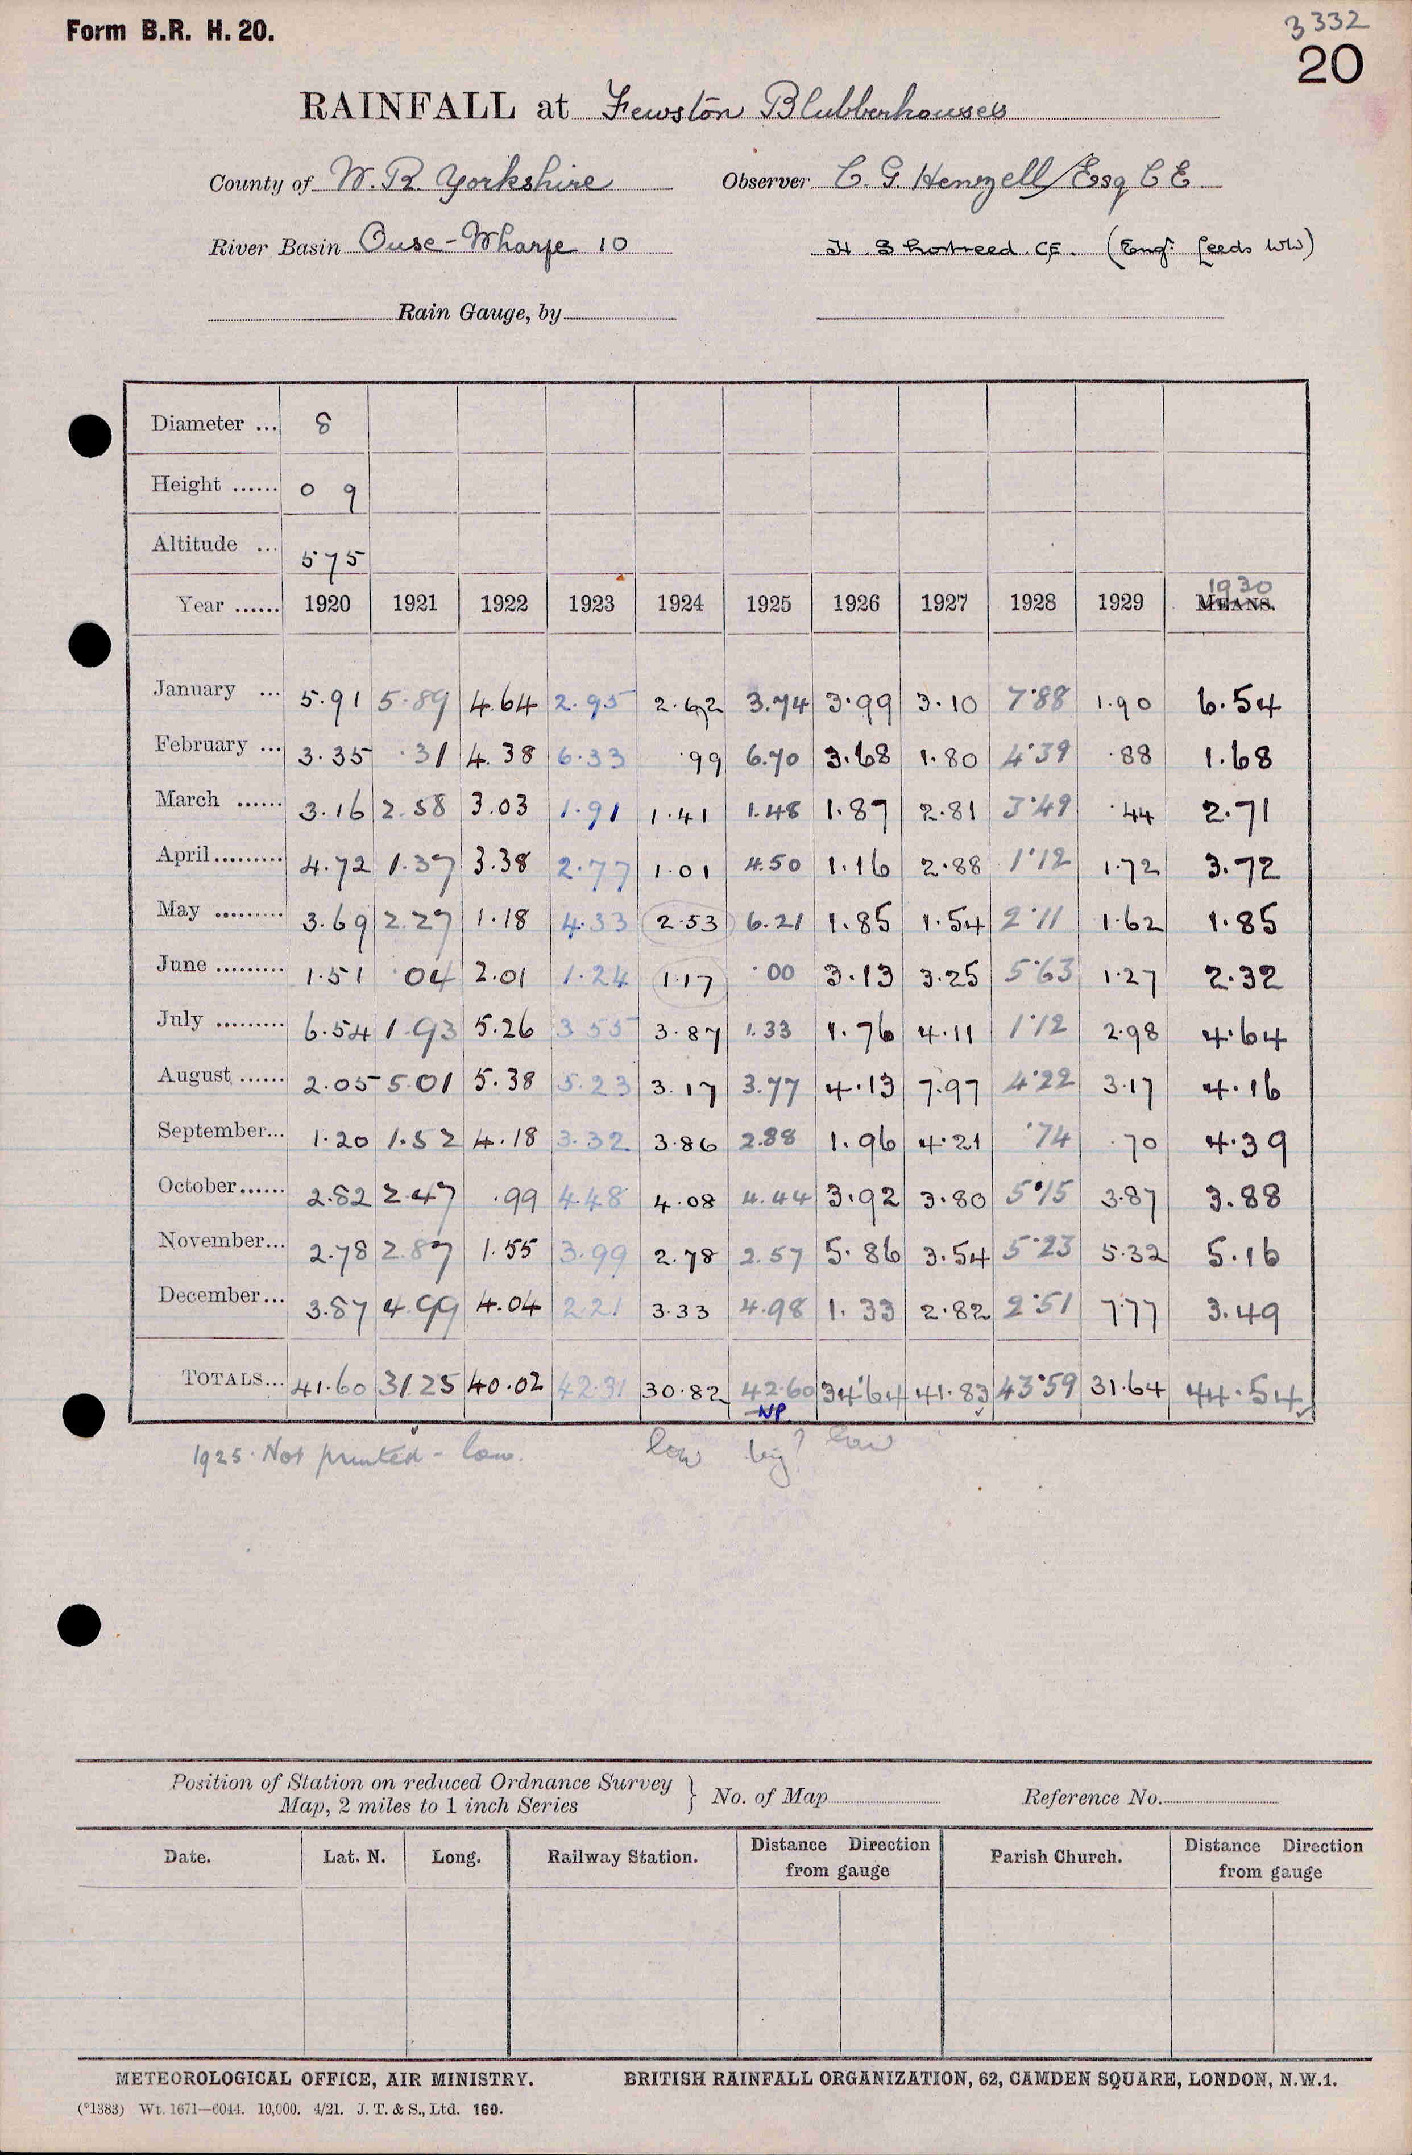 Form B.R. H. 20.
3332
20
RAINFALL at Fewston Blubberhouses
County of W. R. Yorkshire Observer C. G. Henzell Esq C E
River Basin Ouse-Wharfe 10 H Shortreed. CE. (Engr. Leeds WW)
Rain Gauge, by
Diameter ... 8
Height ...... 0 9
Altitude ... 575
Year ...... 1920 1921 1922 1923 1924 1925 1926 1927 1928 1929 MEANS. 1930
January ... 5.91 5.89 4.64 2.95 2.62 3.74 3.99 3.10 7.88 1.90 6.54
February ... 3.35 .31 4.38 6.33 .99 6.70 3.68 1.80 4.39 .88 1.68
March ...... 3.16 2.58 3.03 1.91 1.41 1.48 1.87 2.81 3.49 .44 2.71
April ......... 4.72 1.37 3.38 2.77 1.01 4.50 1.16 2.88 1.12 1.72 3.72
May ......... 3.69 2.27 1.18 4.33 2.53 6.21 1.85 1.54 2.11 1.62 1.85
June ......... 1.51 .04 2.01 1.24 1.17 .00 3.13 3.25 5.63 1.27 2.32
July ......... 6.54 1.93 5.26 3.55 3.87 1.33 1.76 4.11 1.12 2.98 4.64
August ...... 2.05 5.01 5.38 5.23 3.17 3.77 4.13 7.97 4.22 3.17 4.16
September... 1.20 1.52 4.18 3.32 3.86 2.88 1.96 4.21 .74 .70 4.39
October...... 2.82 2.47 .99 4.48 4.08 4.44 3.92 3.80 5.15 3.87 3.88
November... 2.78 2.87 1.55 3.99 2.78 2.57 5.86 3.54 5.23 5.32 5.16
December... 3.87 4.99 4.04 2.21 3.33 4.98 1.33 2.82 2.51 7.77 3.49
TOTALS... 41.60 31.25 40.02 42.31 30.82 42.60 34.64 41.83 43.59 31.64 44.54
NP
1925. Not printed - low. low big? low
Position of Station on reduced Ordnance Survey
Map, 2 miles to 1 inch Series } No. of Map Reference No.
Date. Lat. N. Long. Railway Station. Distance Direction from gauge Parish Church. Distance Direction from gauge
METEOROLOGICAL OFFICE, AIR MINISTRY. BRITISH RAINFALL ORGANIZATION, 62, CAMDEN SQUARE, LONDON, N.W.1.
(*1383) Wt. 1671—6044. 10,000. 4/21. J. T. & S., Ltd. 160.